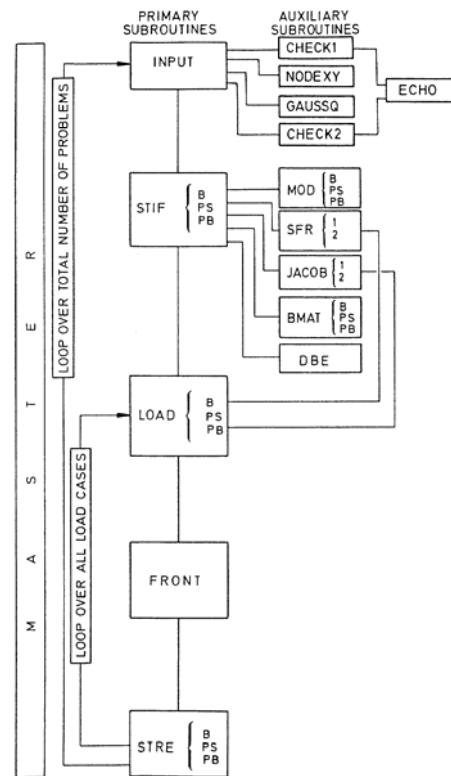 PRIMARY SUBROUTINES
AUXILIARY SUBROUTINES
MASTER
LOOP OVER TOTAL NUMBER OF PROBLEMS
LOOP OVER ALL LOAD CASES
INPUT
CHECK1
NODEXY
GAUSSQ
CHECK2
ECHO
STIF { B PS PB
MOD { B PS PB
SFR { 1 2
JACOB { 1 2
BMAT { B PS PB
DBE
LOAD { B PS PB
FRONT
STRE { B PS PB